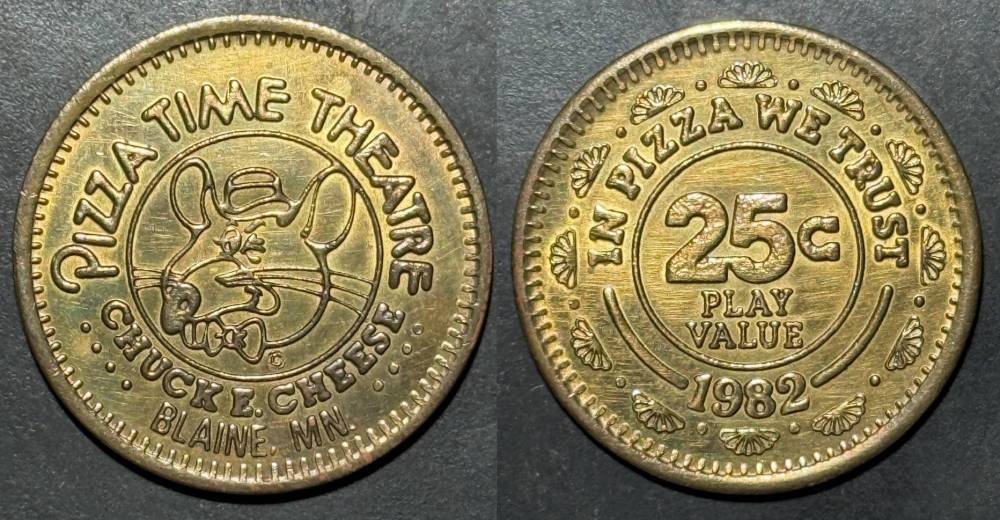 PIZZA TIME THEATRE
©
CHUCK E. CHEESE
BLAINE, MN.
IN PIZZA WE TRUST
25c
PLAY
VALUE
1982